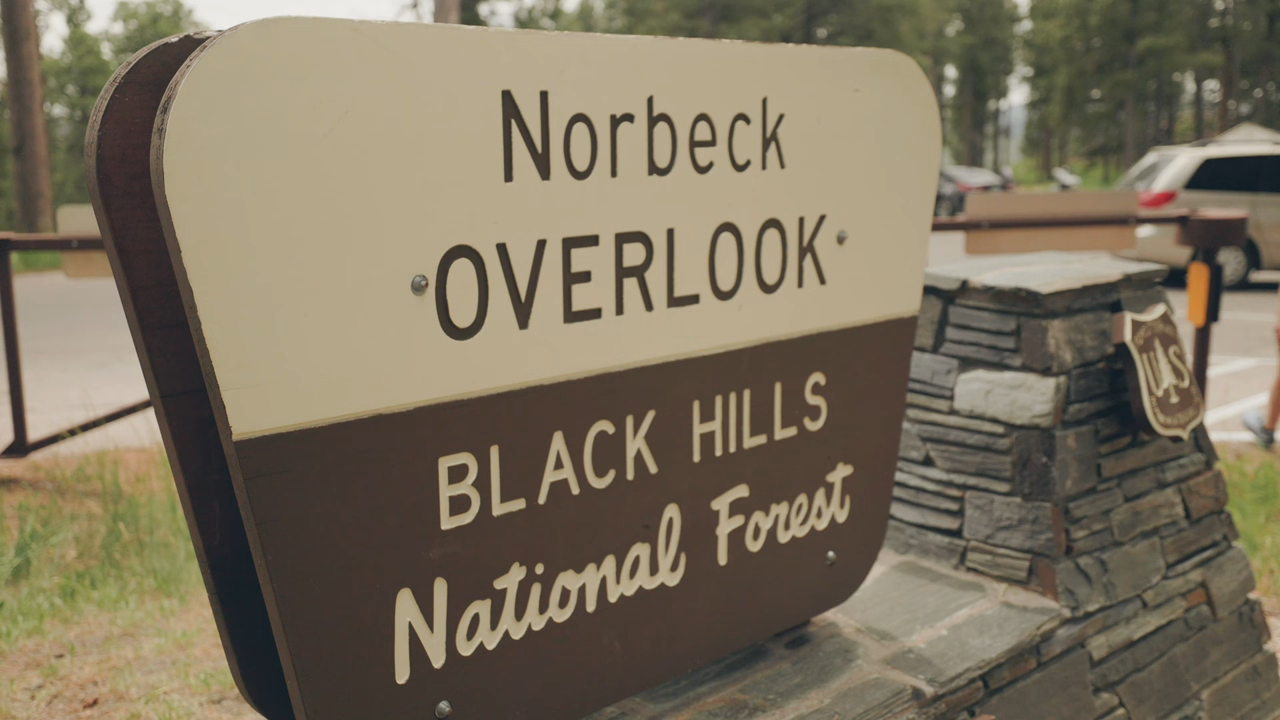 Norbeck
OVERLOOK
BLACK HILLS
National Forest
U S